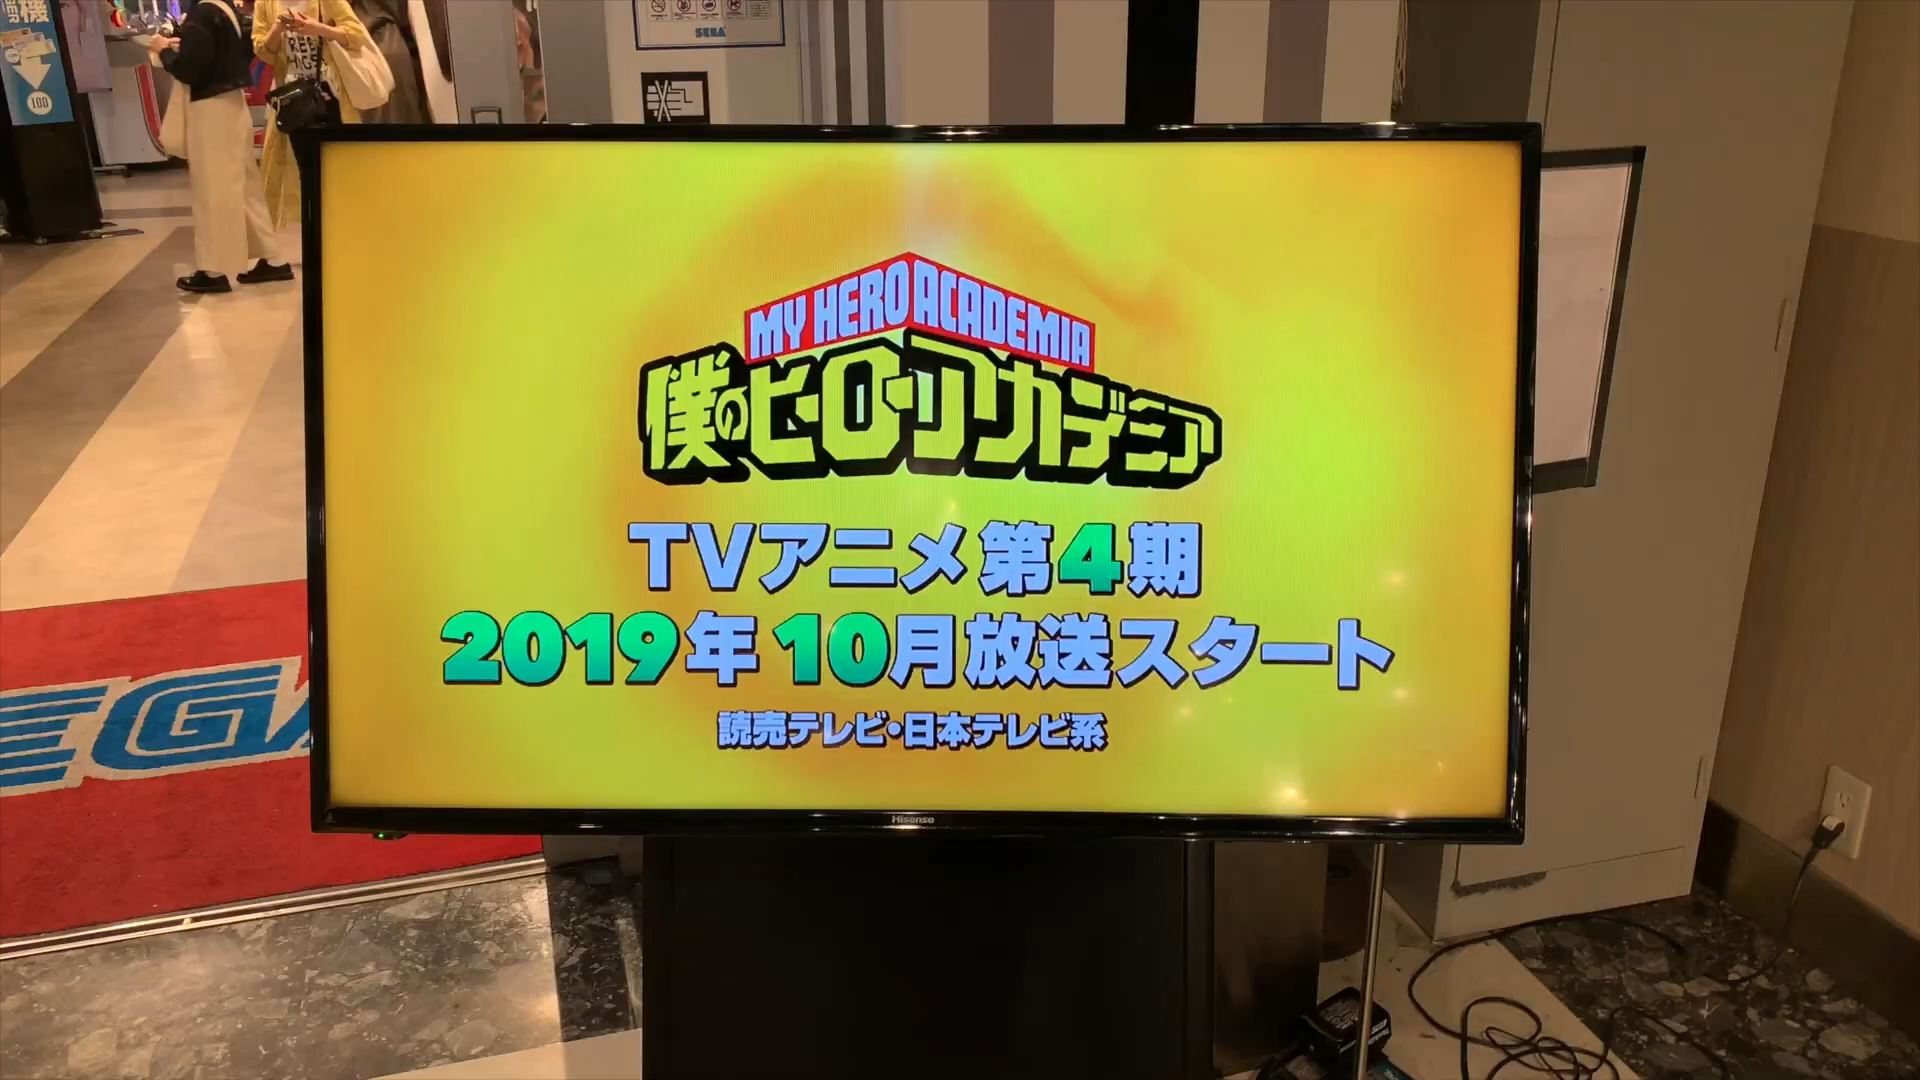 SEGA
100
MY HERO ACADEMIA
僕のヒーローアカデミア
TVアニメ 第4期
2019年10月放送スタート
読売テレビ・日本テレビ系
Hisense
EGA